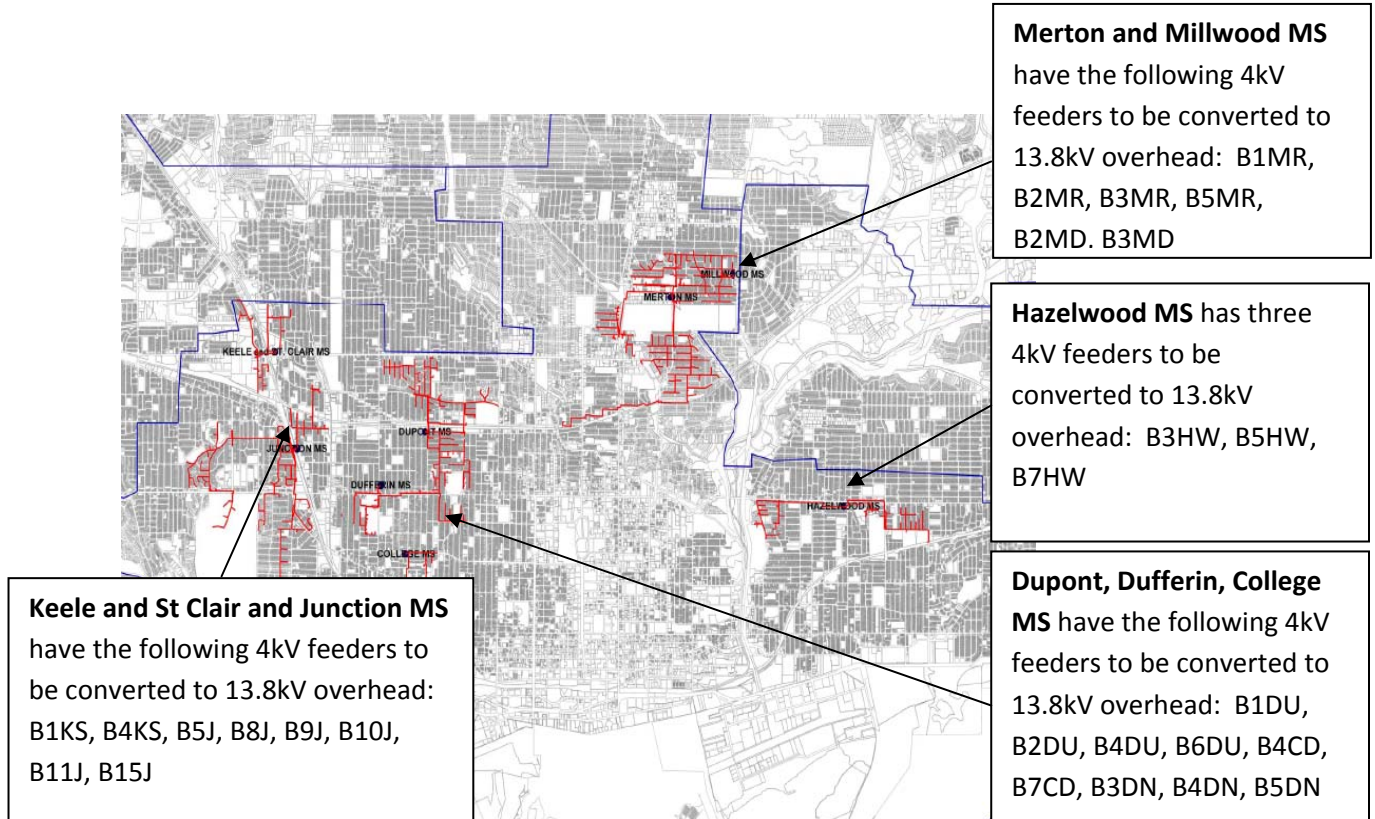 Merton and Millwood MS
have the following 4kV
feeders to be converted to
13.8kV overhead:  B1MR,
B2MR, B3MR, B5MR,
B2MD. B3MD
MILLWOOD MS
MERTON MS
KEELE and ST. CLAIR MS
DUPONT MS
JUNCTION MS
DUFFERIN MS
HAZELWOOD MS
COLLEGE MS
Hazelwood MS has three
4kV feeders to be
converted to 13.8kV
overhead:  B3HW, B5HW,
B7HW
Keele and St Clair and Junction MS
have the following 4kV feeders to
be converted to 13.8kV overhead:
B1KS, B4KS, B5J, B8J, B9J, B10J,
B11J, B15J
Dupont, Dufferin, College
MS have the following 4kV
feeders to be converted to
13.8kV overhead:  B1DU,
B2DU, B4DU, B6DU, B4CD,
B7CD, B3DN, B4DN, B5DN